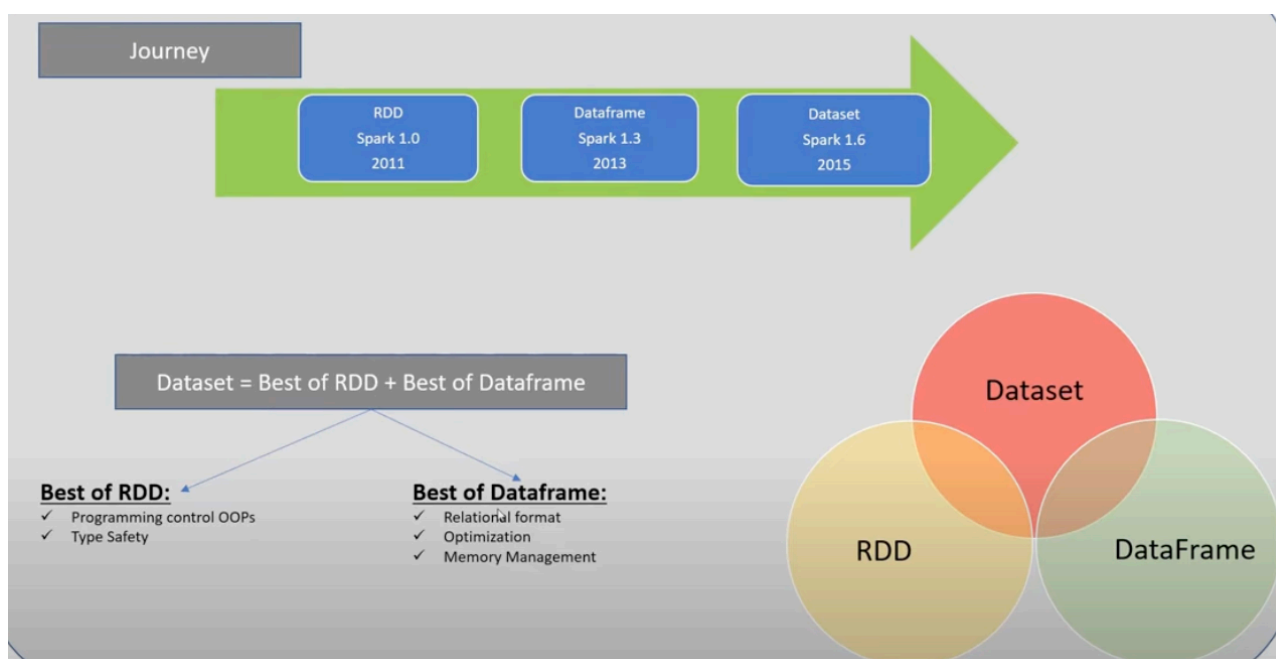 Journey
RDD
Spark 1.0
2011
Dataframe
Spark 1.3
2013
Dataset
Spark 1.6
2015
Dataset = Best of RDD + Best of Dataframe
Best of RDD:
✓ Programming control OOPs
✓ Type Safety
Best of Dataframe:
✓ Relational format
✓ Optimization
✓ Memory Management
Dataset
RDD
DataFrame